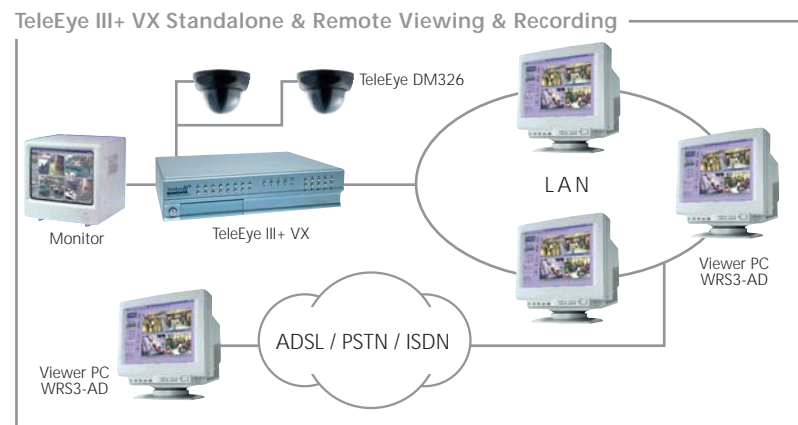 TeleEye III+ VX Standalone & Remote Viewing & Recording
TeleEye DM326
LAN
Monitor
TeleEye III+ VX
Viewer PC
WRS3-AD
ADSL / PSTN / ISDN
Viewer PC
WRS3-AD